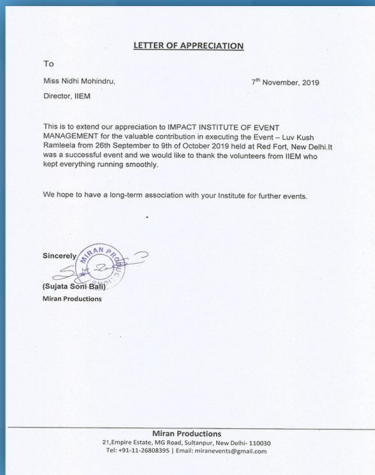 LETTER OF APPRECIATION
To
Miss Nidhi Mohindru, 7th November, 2019
Director, IIEM
This is to extend our appreciation to IMPACT INSTITUTE OF EVENT
MANAGEMENT for the valuable contribution in executing the Event – Luv Kush
Ramleela from 26th September to 9th of October 2019 held at Red Fort, New Delhi.It
was a successful event and we would like to thank the volunteers from IIEM who
kept everything running smoothly.
We hope to have a long-term association with your Institute for further events.
Sincerely
MIRAN PRODUC
(Sujata Soni Bali)
Miran Productions
Miran Productions
21,Empire Estate, MG Road, Sultanpur, New Delhi- 110030
Tel: +91-11-26808395 | Email: miranevents@gmail.com